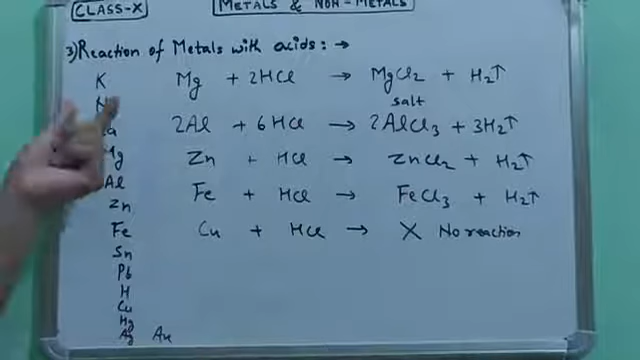 CLASS-X
METALS & NON-METALS
3) Reaction of Metals with acids: →
K Mg + 2HCl → MgCl2 + H2↑
salt
2Al + 6HCl → 2AlCl3 + 3H2↑
Mg Zn + HCl → ZnCl2 + H2↑
Al Fe + HCl → FeCl3 + H2↑
Zn
Fe Cu + HCl → X No reaction
Sn
Pb
H
Cu
Hg
Ag Au